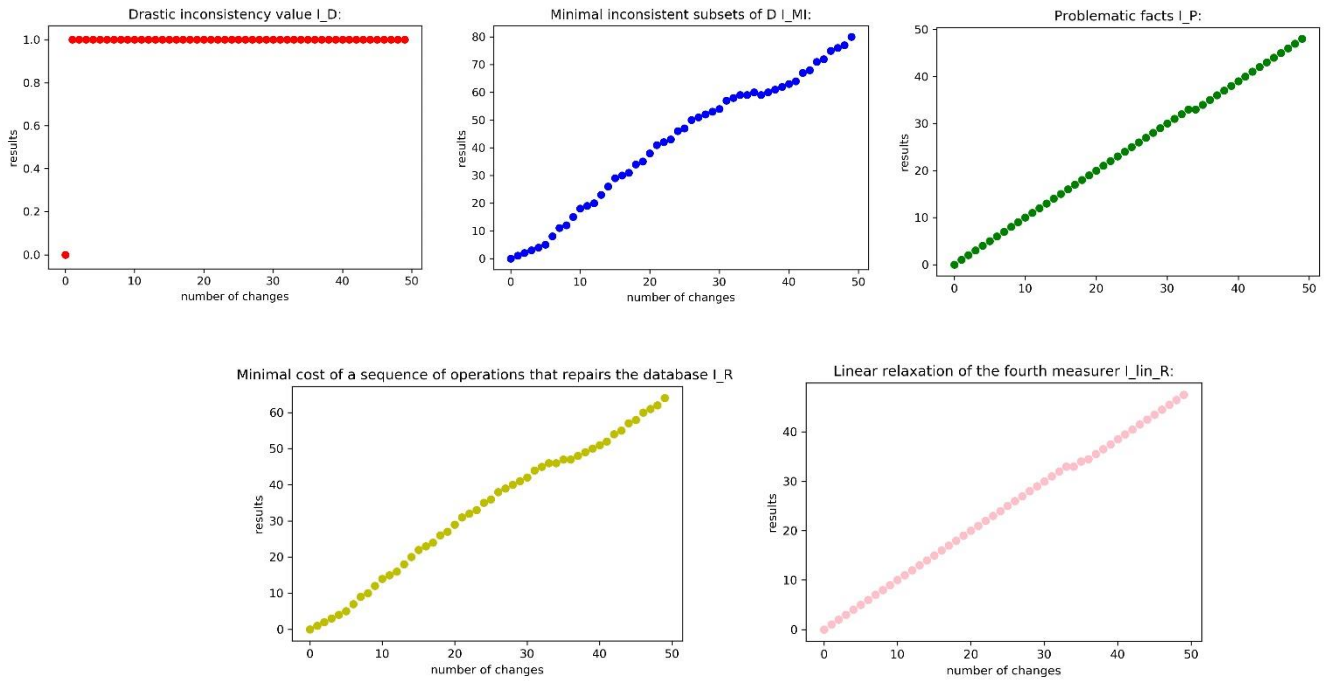 Drastic inconsistency value I_D:
1.0
0.8
0.6
0.4
0.2
0.0
results
0 10 20 30 40 50
number of changes
Minimal inconsistent subsets of D I_MI:
80
70
60
50
40
30
20
10
0
results
0 10 20 30 40 50
number of changes
Problematic facts I_P:
50
40
30
20
10
0
results
0 10 20 30 40 50
number of changes
Minimal cost of a sequence of operations that repairs the database I_R
60
50
40
30
20
10
0
results
0 10 20 30 40 50
number of changes
Linear relaxation of the fourth measurer I_lin_R:
40
30
20
10
0
results
0 10 20 30 40 50
number of changes